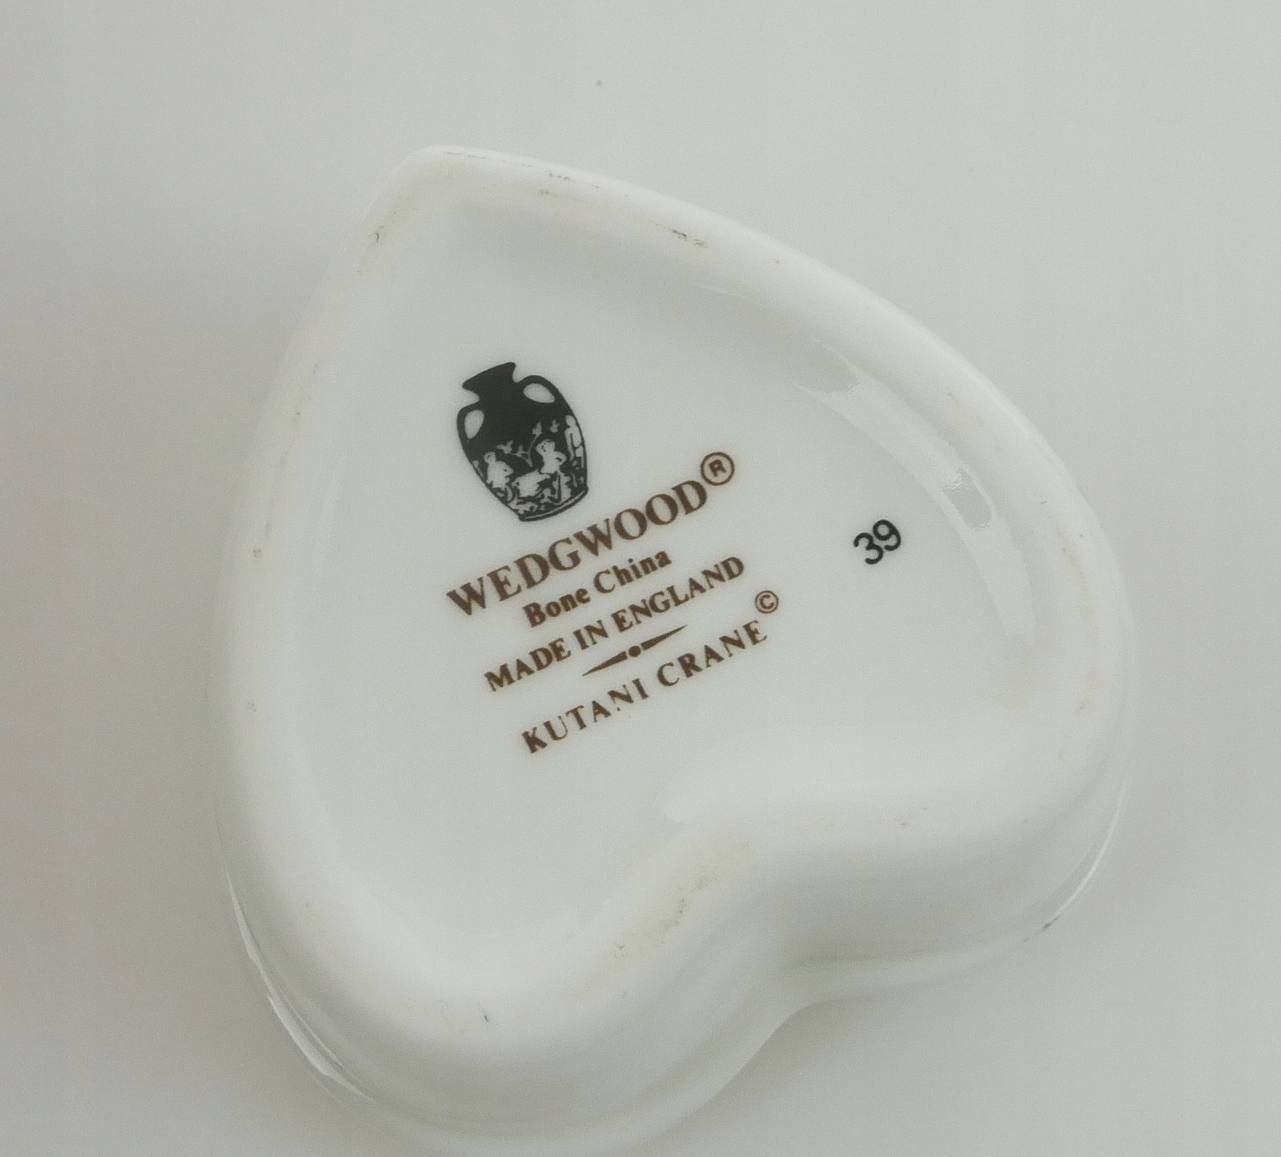 WEDGWOOD®
Bone China
MADE IN ENGLAND
KUTANI CRANE©
39